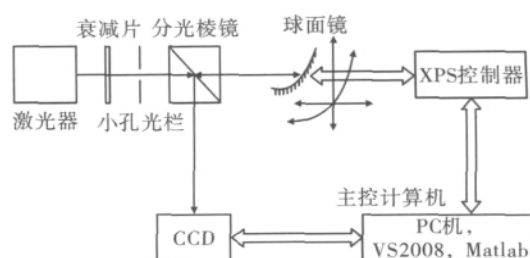 衰减片 分光棱镜 球面镜
XPS控制器
激光器 小孔光栏
主控计算机
CCD
PC机,
VS2008, Matlab